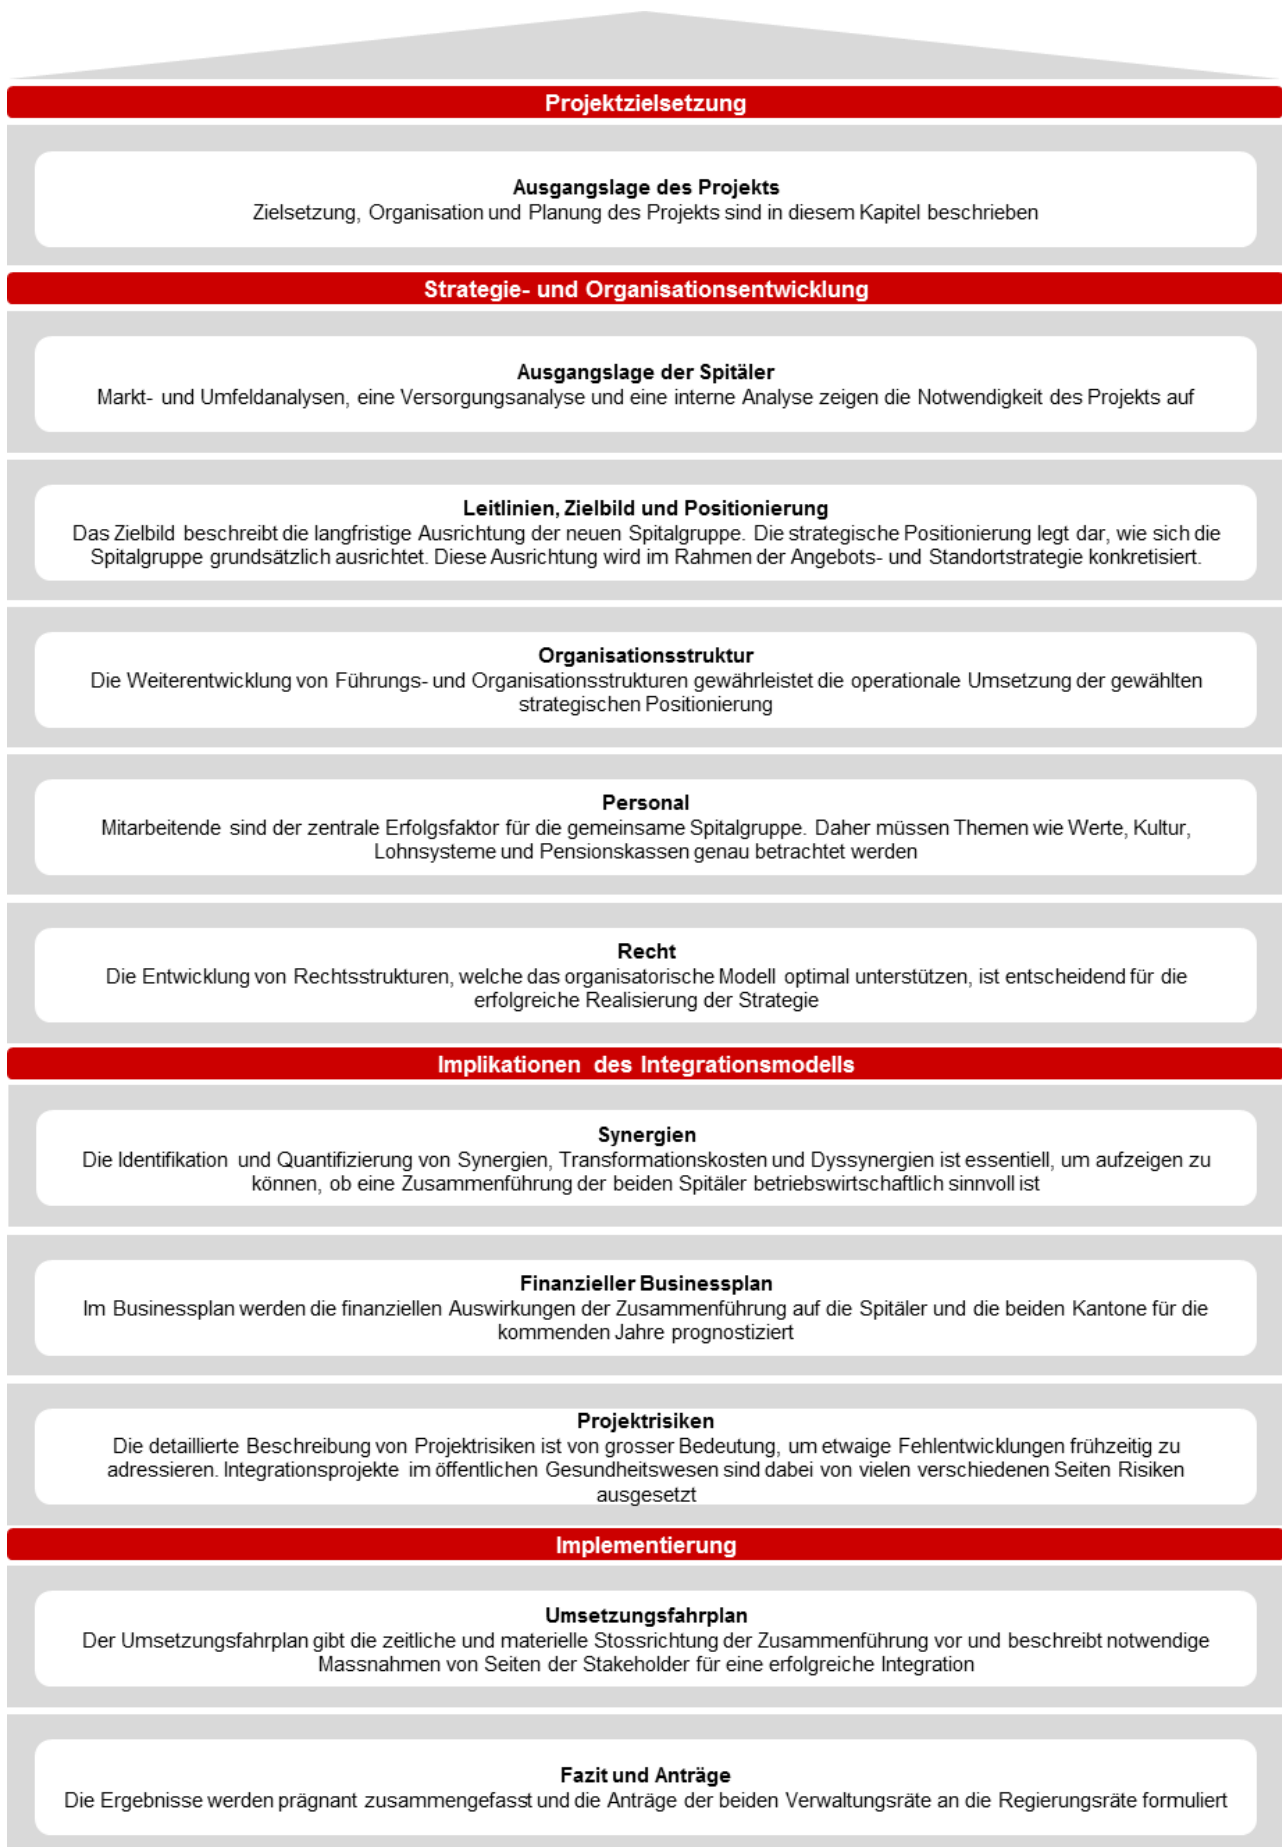 Projektzielsetzung
Ausgangslage des Projekts
Zielsetzung, Organisation und Planung des Projekts sind in diesem Kapitel beschrieben
Strategie- und Organisationsentwicklung
Ausgangslage der Spitäler
Markt- und Umfeldanalysen, eine Versorgungsanalyse und eine interne Analyse zeigen die Notwendigkeit des Projekts auf
Leitlinien, Zielbild und Positionierung
Das Zielbild beschreibt die langfristige Ausrichtung der neuen Spitalgruppe. Die strategische Positionierung legt dar, wie sich die
Spitalgruppe grundsätzlich ausrichtet. Diese Ausrichtung wird im Rahmen der Angebots- und Standortstrategie konkretisiert.
Organisationsstruktur
Die Weiterentwicklung von Führungs- und Organisationsstrukturen gewährleistet die operationale Umsetzung der gewählten
strategischen Positionierung
Personal
Mitarbeitende sind der zentrale Erfolgsfaktor für die gemeinsame Spitalgruppe. Daher müssen Themen wie Werte, Kultur,
Lohnsysteme und Pensionskassen genau betrachtet werden
Recht
Die Entwicklung von Rechtsstrukturen, welche das organisatorische Modell optimal unterstützen, ist entscheidend für die
erfolgreiche Realisierung der Strategie
Implikationen des Integrationsmodells
Synergien
Die Identifikation und Quantifizierung von Synergien, Transformationskosten und Dyssynergien ist essentiell, um aufzeigen zu
können, ob eine Zusammenführung der beiden Spitäler betriebswirtschaftlich sinnvoll ist
Finanzieller Businessplan
Im Businessplan werden die finanziellen Auswirkungen der Zusammenführung auf die Spitäler und die beiden Kantone für die
kommenden Jahre prognostiziert
Projektrisiken
Die detaillierte Beschreibung von Projektrisiken ist von grosser Bedeutung, um etwaige Fehlentwicklungen frühzeitig zu
adressieren. Integrationsprojekte im öffentlichen Gesundheitswesen sind dabei von vielen verschiedenen Seiten Risiken
ausgesetzt
Implementierung
Umsetzungsfahrplan
Der Umsetzungsfahrplan gibt die zeitliche und materielle Stossrichtung der Zusammenführung vor und beschreibt notwendige
Massnahmen von Seiten der Stakeholder für eine erfolgreiche Integration
Fazit und Anträge
Die Ergebnisse werden prägnant zusammengefasst und die Anträge der beiden Verwaltungsräte an die Regierungsräte formuliert